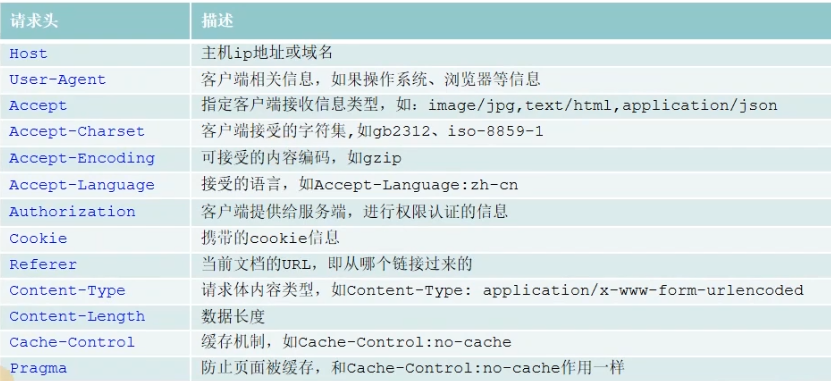 请求头 描述
Host 主机ip地址或域名
User-Agent 客户端相关信息，如果操作系统、浏览器等信息
Accept 指定客户端接收信息类型，如：image/jpg,text/html,application/json
Accept-Charset 客户端接受的字符集,如gb2312、iso-8859-1
Accept-Encoding 可接受的内容编码，如gzip
Accept-Language 接受的语言，如Accept-Language:zh-cn
Authorization 客户端提供给服务端，进行权限认证的信息
Cookie 携带的cookie信息
Referer 当前文档的URL，即从哪个链接过来的
Content-Type 请求体内容类型，如Content-Type: application/x-www-form-urlencoded
Content-Length 数据长度
Cache-Control 缓存机制，如Cache-Control:no-cache
Pragma 防止页面被缓存，和Cache-Control:no-cache作用一样